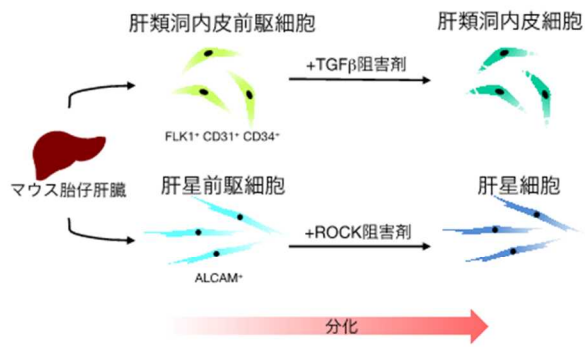 肝類洞内皮前駆細胞
肝類洞内皮細胞
+TGFβ阻害剤
FLK1⁺ CD31⁺ CD34⁺
マウス胎仔肝臓
肝星前駆細胞
肝星細胞
+ROCK阻害剤
ALCAM⁺
分化